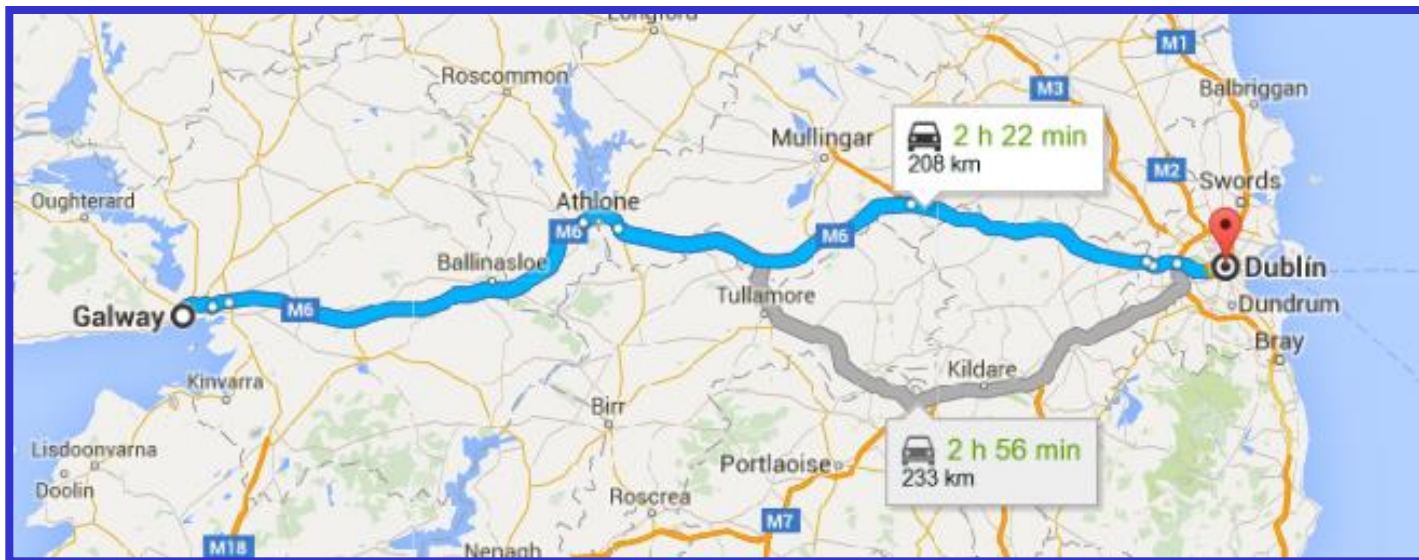 Longford
M1
Roscommon
M3
Balbriggan
Mullingar
2 h 22 min
208 km
M2
Oughterard
Athlone
Swords
M6
M6
Ballinasloe
Dublín
Galway
M6
Tullamore
Dundrum
Bray
Kinvarra
Kildare
Birr
2 h 56 min
233 km
Lisdoonvarna
Portlaoise
Doolin
Roscrea
M7
M18
Nenagh